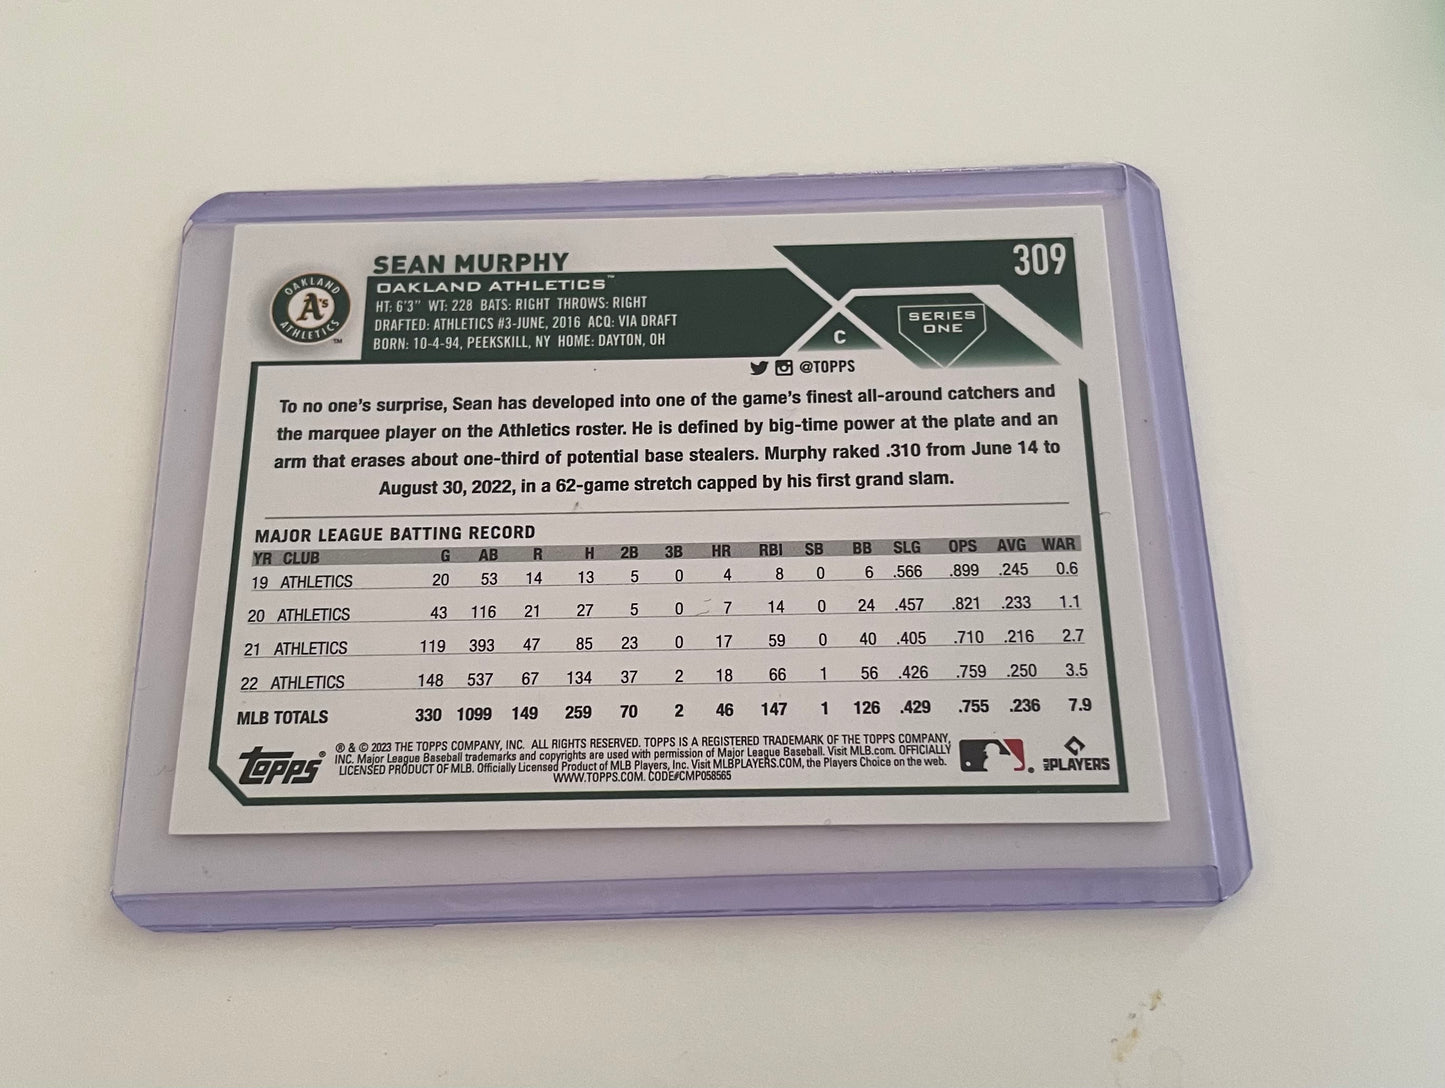 SEAN MURPHY
OAKLAND ATHLETICS™
HT: 6'3" WT: 228 BATS: RIGHT THROWS: RIGHT
DRAFTED: ATHLETICS #3-JUNE, 2016 ACQ: VIA DRAFT
BORN: 10-4-94, PEEKSKILL, NY HOME: DAYTON, OH
OAKLAND
A's
ATHLETICS
TM
309
C
SERIES
ONE
@TOPPS
To no one's surprise, Sean has developed into one of the game's finest all-around catchers and
the marquee player on the Athletics roster. He is defined by big-time power at the plate and an
arm that erases about one-third of potential base stealers. Murphy raked .310 from June 14 to
August 30, 2022, in a 62-game stretch capped by his first grand slam.
MAJOR LEAGUE BATTING RECORD
YR CLUB G AB R H 2B 3B HR RBI SB BB SLG OPS AVG WAR
19 ATHLETICS 20 53 14 13 5 0 4 8 0 6 .566 .899 .245 0.6
20 ATHLETICS 43 116 21 27 5 0 7 14 0 24 .457 .821 .233 1.1
21 ATHLETICS 119 393 47 85 23 0 17 59 0 40 .405 .710 .216 2.7
22 ATHLETICS 148 537 67 134 37 2 18 66 1 56 .426 .759 .250 3.5
MLB TOTALS 330 1099 149 259 70 2 46 147 1 126 .429 .755 .236 7.9
topps®
® & © 2023 THE TOPPS COMPANY, INC. ALL RIGHTS RESERVED. TOPPS IS A REGISTERED TRADEMARK OF THE TOPPS COMPANY,
INC. Major League Baseball trademarks and copyrights are used with permission of Major League Baseball. Visit MLB.com. OFFICIALLY
LICENSED PRODUCT OF MLB. Officially Licensed Product of MLB Players, Inc. Visit MLBPLAYERS.COM, the Players Choice on the web.
WWW.TOPPS.COM. CODE#CMP058565
MLB PLAYERS